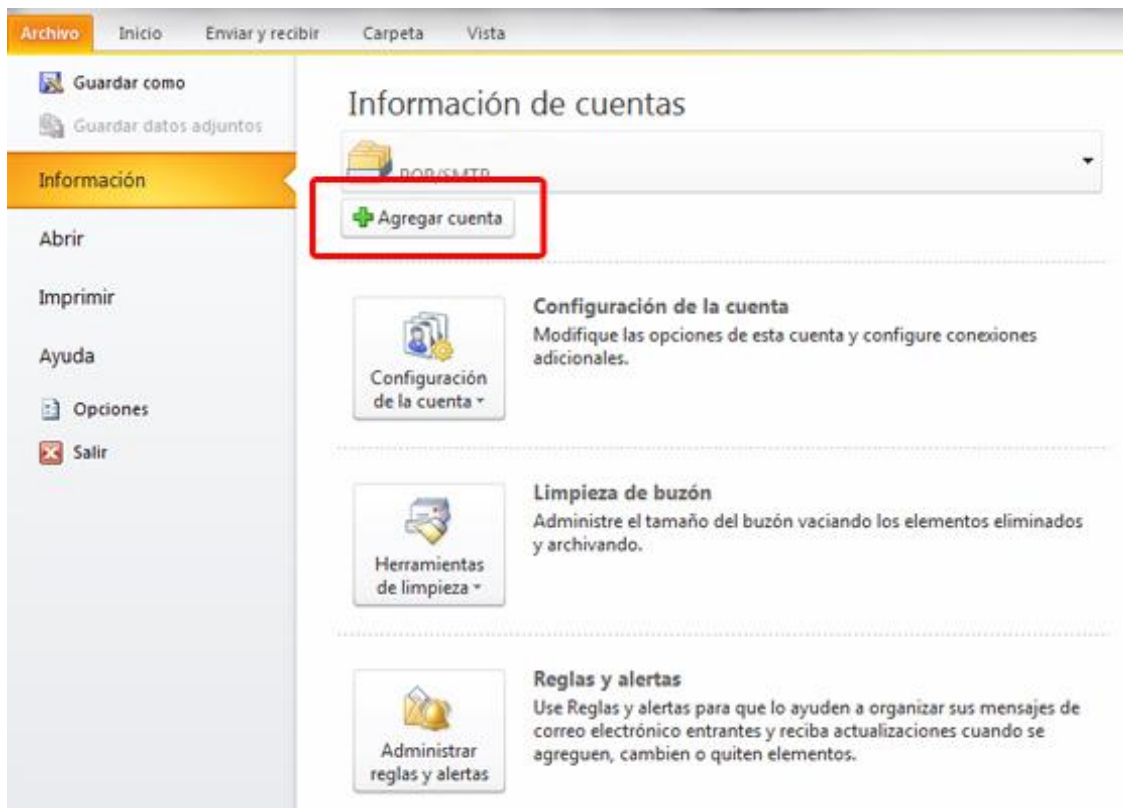 Archivo Inicio Enviar y recibir Carpeta Vista
Guardar como
Guardar datos adjuntos
Información
Abrir
Imprimir
Ayuda
Opciones
Salir
Información de cuentas
POP/SMTP
Agregar cuenta
Configuración
de la cuenta
Configuración de la cuenta
Modifique las opciones de esta cuenta y configure conexiones
adicionales.
Herramientas
de limpieza
Limpieza de buzón
Administre el tamaño del buzón vaciando los elementos eliminados
y archivando.
Administrar
reglas y alertas
Reglas y alertas
Use Reglas y alertas para que lo ayuden a organizar sus mensajes de
correo electrónico entrantes y reciba actualizaciones cuando se
agreguen, cambien o quiten elementos.